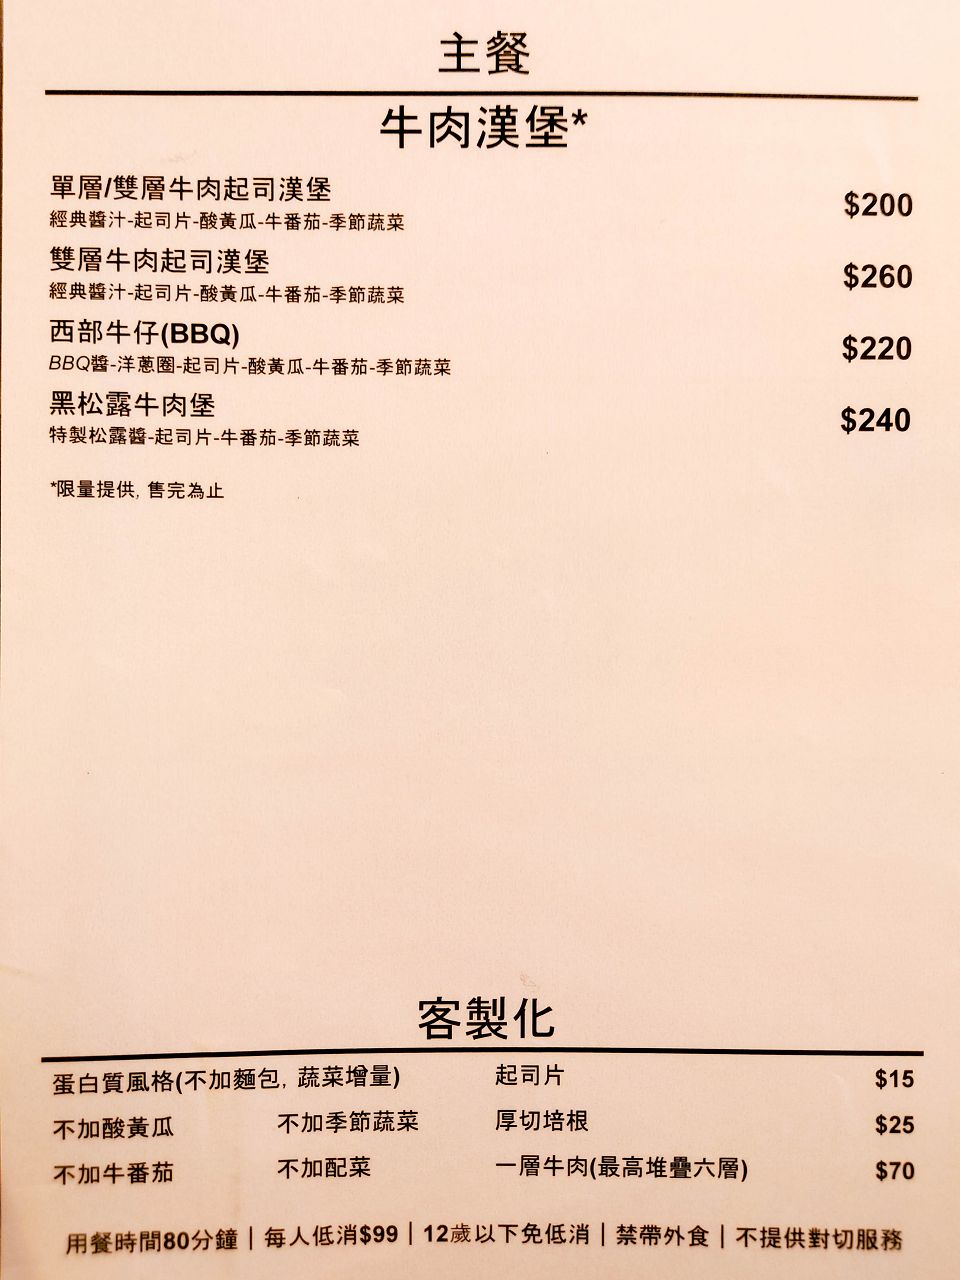 主餐
牛肉漢堡*
單層/雙層牛肉起司漢堡 $200
經典醬汁-起司片-酸黃瓜-牛番茄-季節蔬菜
雙層牛肉起司漢堡 $260
經典醬汁-起司片-酸黃瓜-牛番茄-季節蔬菜
西部牛仔(BBQ) $220
BBQ醬-洋蔥圈-起司片-酸黃瓜-牛番茄-季節蔬菜
黑松露牛肉堡 $240
特製松露醬-起司片-牛番茄-季節蔬菜
*限量提供, 售完為止
客製化
蛋白質風格(不加麵包, 蔬菜增量) 起司片 $15
不加酸黃瓜 不加季節蔬菜 厚切培根 $25
不加牛番茄 不加配菜 一層牛肉(最高堆疊六層) $70
用餐時間80分鐘 | 每人低消$99 | 12歲以下免低消 | 禁帶外食 | 不提供對切服務